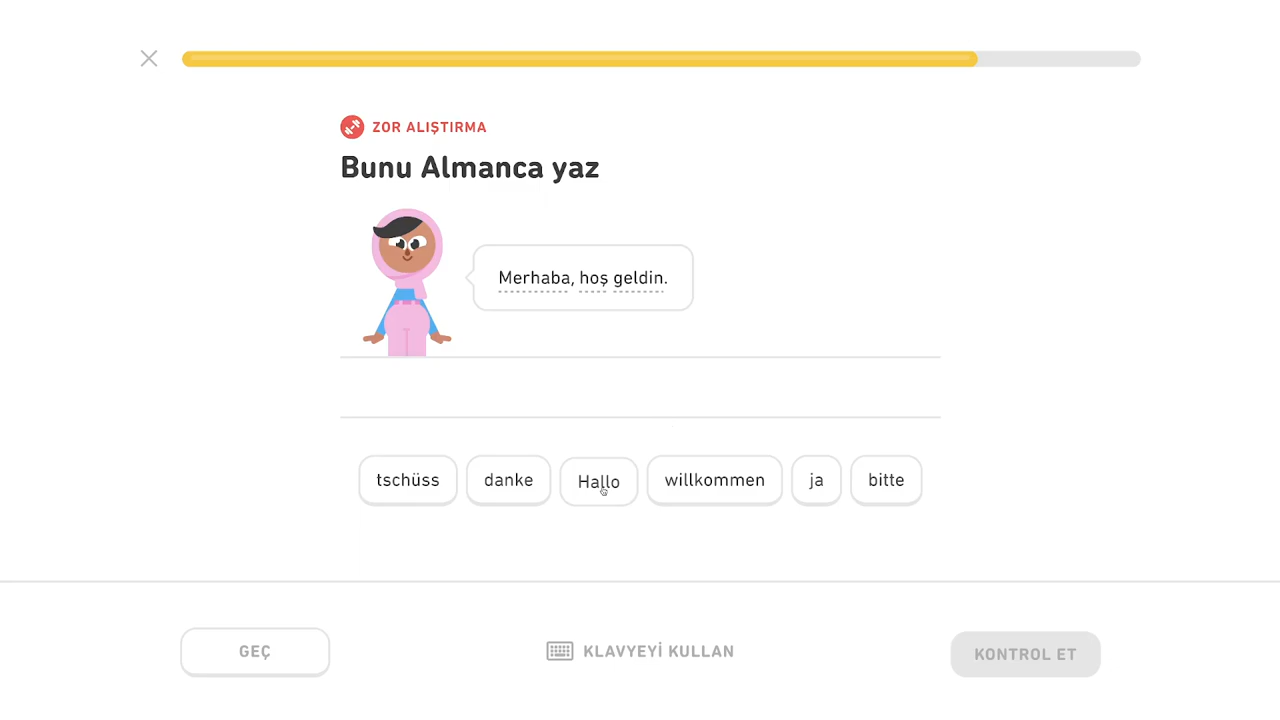 ZOR ALIŞTIRMA
Bunu Almanca yaz
Merhaba, hoş geldin.
tschüss danke Hallo willkommen ja bitte
GEÇ KLAVYEYİ KULLAN KONTROL ET